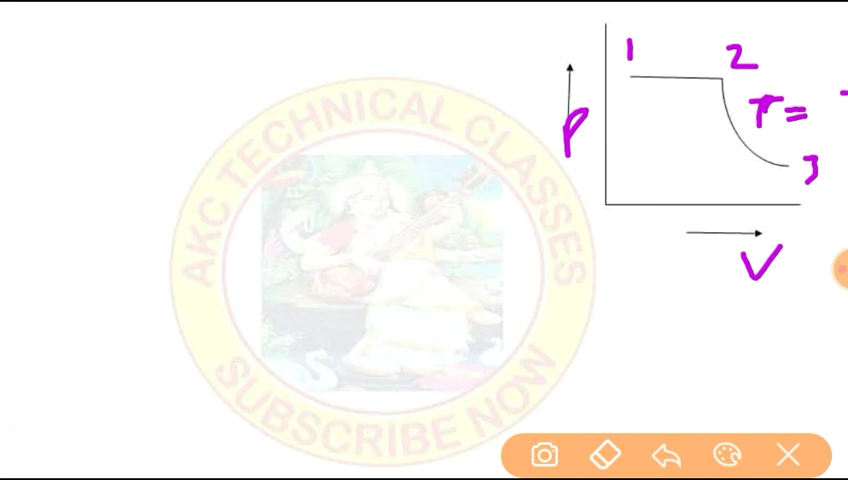 1
2
P
T =
3
V
AKC TECHNICAL CLASSES
SUBSCRIBE NOW